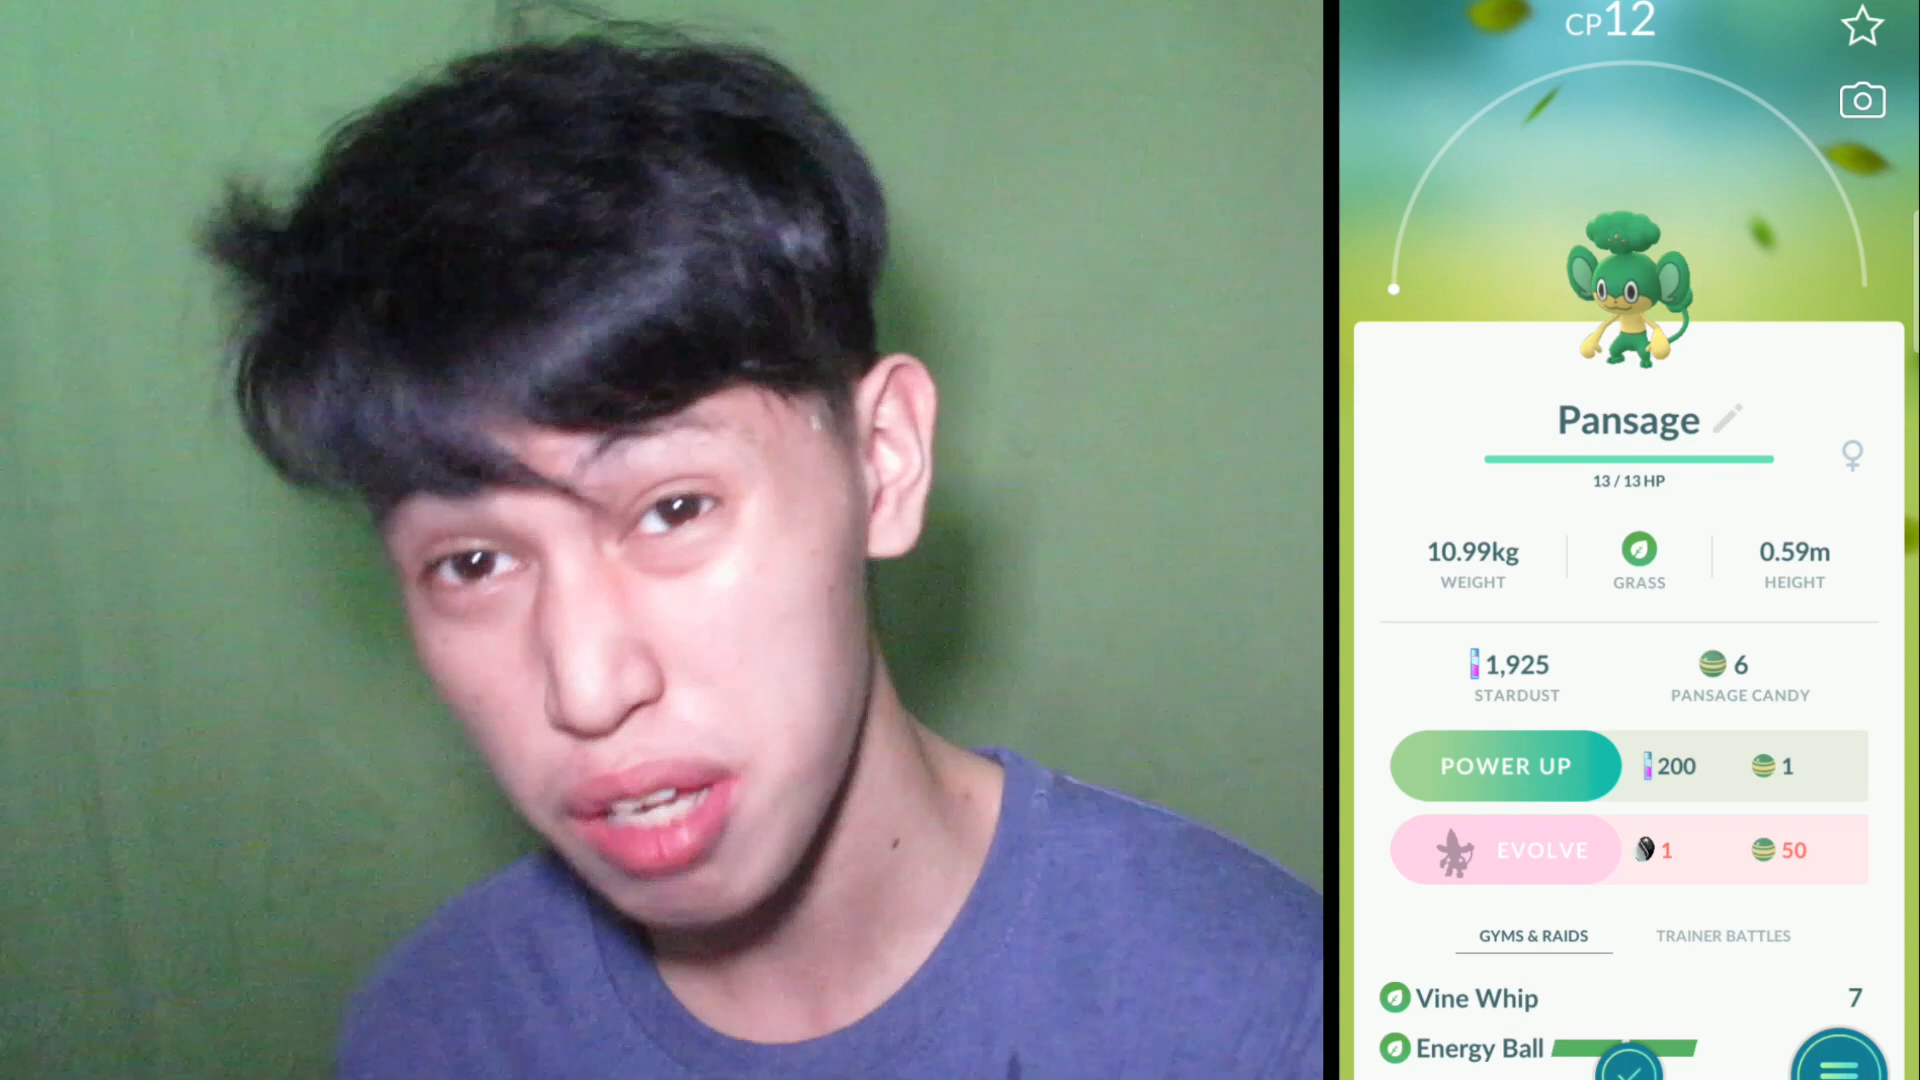 CP12
Pansage
13 / 13 HP
10.99kg
WEIGHT
GRASS
0.59m
HEIGHT
1,925
STARDUST
6
PANSAGE CANDY
POWER UP 200 1
EVOLVE 1 50
GYMS & RAIDS TRAINER BATTLES
Vine Whip 7
Energy Ball